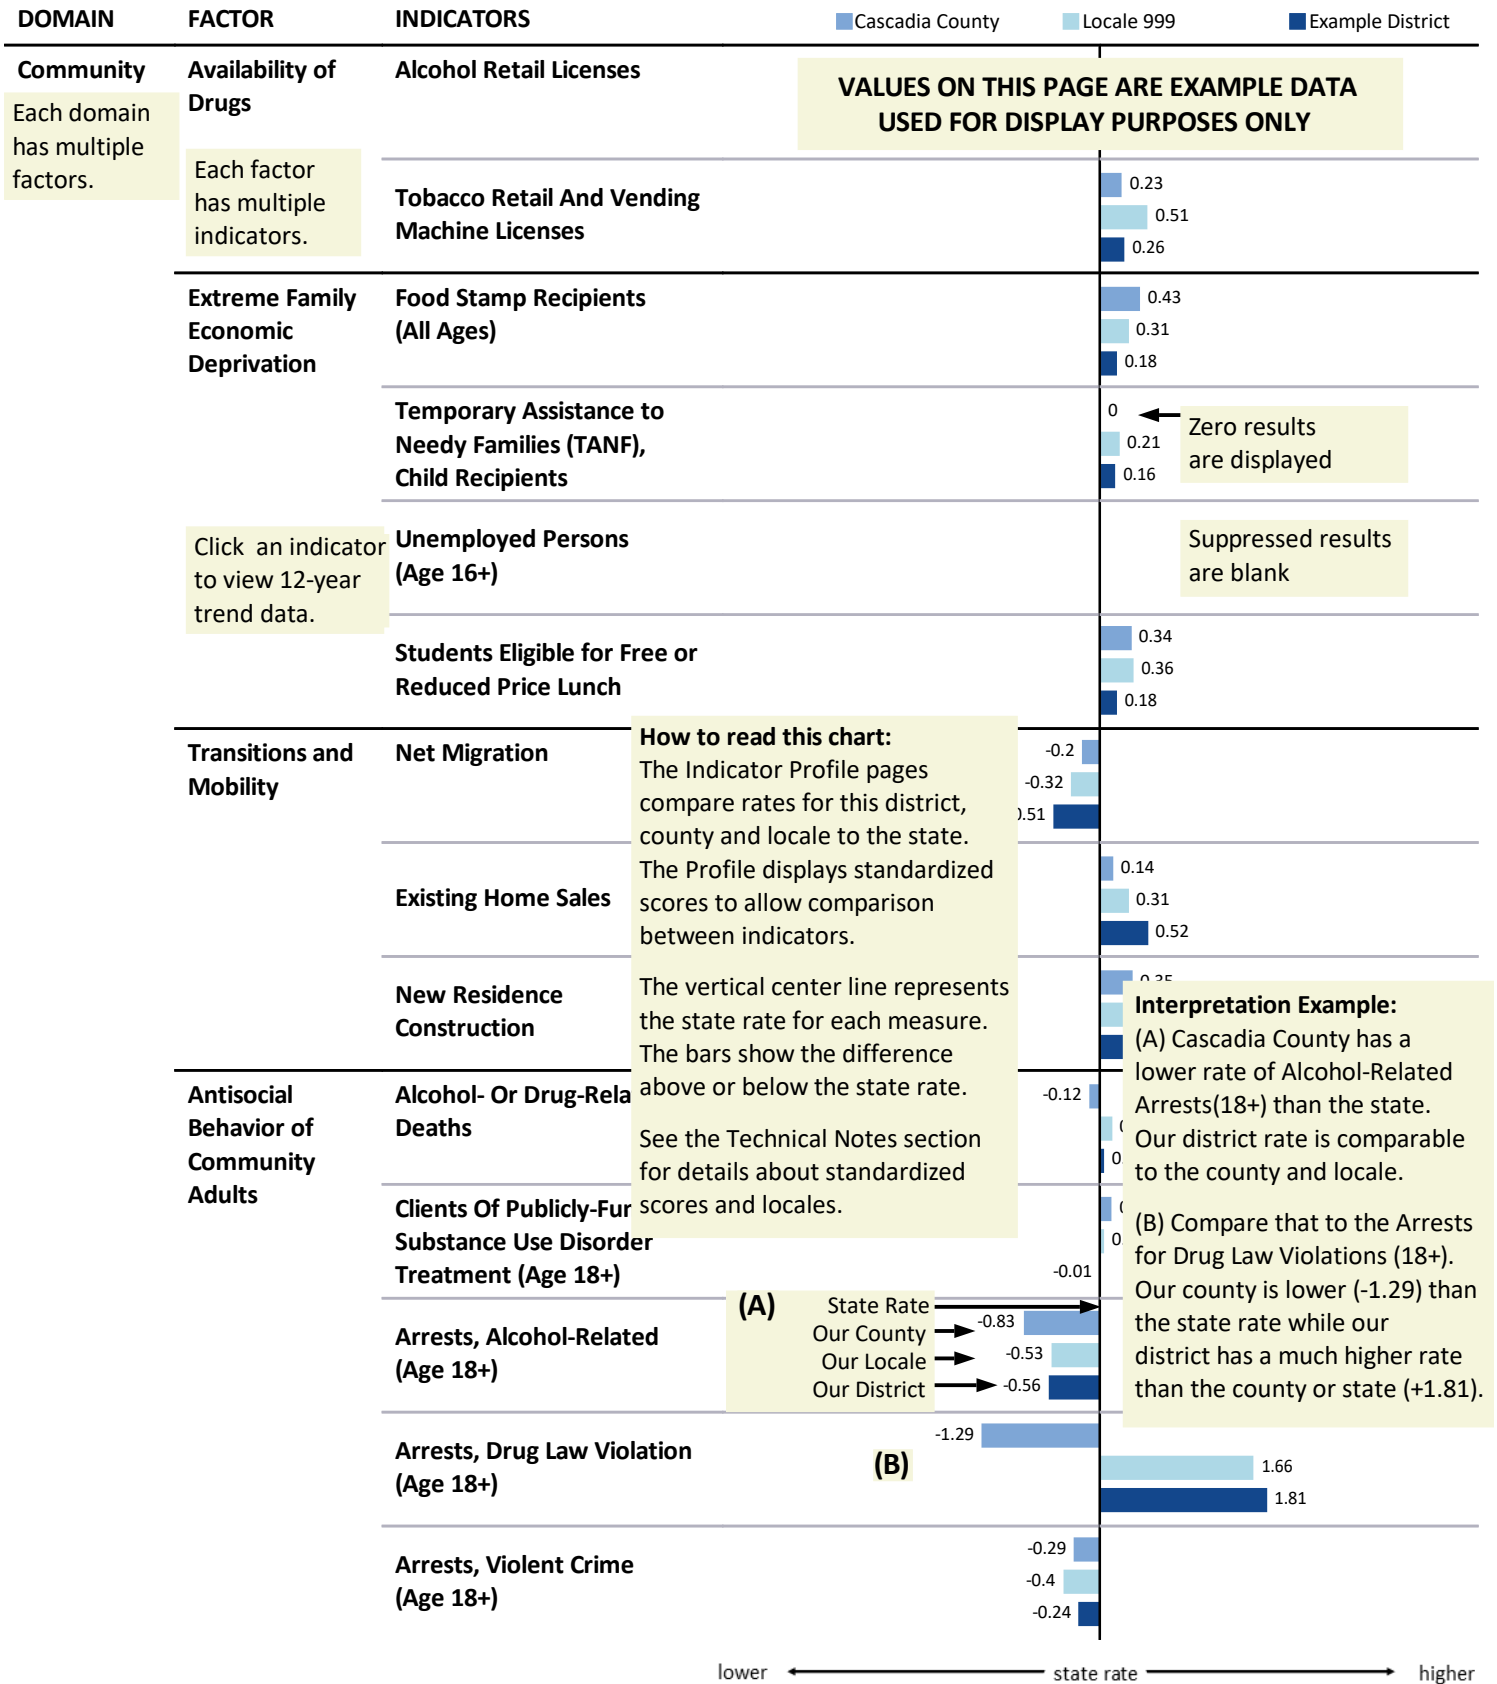 DOMAIN FACTOR INDICATORS Cascadia County Locale 999 Example District
Community
Each domain
has multiple
factors.
Availability of
Drugs
Each factor
has multiple
indicators.
Alcohol Retail Licenses
VALUES ON THIS PAGE ARE EXAMPLE DATA
USED FOR DISPLAY PURPOSES ONLY
Tobacco Retail And Vending
Machine Licenses
0.23
0.51
0.26
Extreme Family
Economic
Deprivation
Food Stamp Recipients
(All Ages)
0.43
0.31
0.18
Temporary Assistance to
Needy Families (TANF),
Child Recipients
0
0.21
0.16
Zero results
are displayed
Click an indicator
to view 12-year
trend data.
Unemployed Persons
(Age 16+)
Suppressed results
are blank
Students Eligible for Free or
Reduced Price Lunch
0.34
0.36
0.18
Transitions and
Mobility
Net Migration
-0.2
-0.32
.51
How to read this chart:
The Indicator Profile pages
compare rates for this district,
county and locale to the state.
The Profile displays standardized
scores to allow comparison
between indicators.
The vertical center line represents
the state rate for each measure.
The bars show the difference
above or below the state rate.
See the Technical Notes section
for details about standardized
scores and locales.
Existing Home Sales
0.14
0.31
0.52
New Residence
Construction
0.35
Interpretation Example:
(A) Cascadia County has a
lower rate of Alcohol-Related
Arrests(18+) than the state.
Our district rate is comparable
to the county and locale.
(B) Compare that to the Arrests
for Drug Law Violations (18+).
Our county is lower (-1.29) than
the state rate while our
district has a much higher rate
than the county or state (+1.81).
Antisocial
Behavior of
Community
Adults
Alcohol- Or Drug-Rela
Deaths
-0.12
0.
Clients Of Publicly-Fun
Substance Use Disorder
Treatment (Age 18+)
0.
-0.01
Arrests, Alcohol-Related
(Age 18+)
(A) State Rate
Our County -0.83
Our Locale -0.53
Our District -0.56
Arrests, Drug Law Violation
(Age 18+)
(B)
-1.29
1.66
1.81
Arrests, Violent Crime
(Age 18+)
-0.29
-0.4
-0.24
lower state rate higher